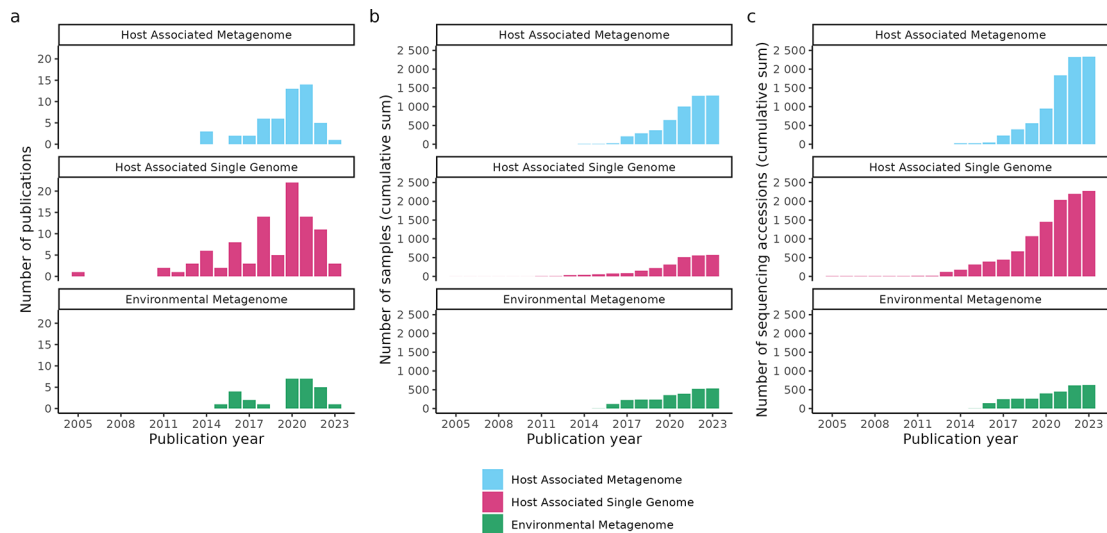 a
Number of publications
Host Associated Metagenome
20
15
10
5
0
Host Associated Single Genome
20
15
10
5
0
Environmental Metagenome
20
15
10
5
0
2005 2008 2011 2014 2017 2020 2023
Publication year
b
Number of samples (cumulative sum)
Host Associated Metagenome
2 500
2 000
1 500
1 000
500
0
Host Associated Single Genome
2 500
2 000
1 500
1 000
500
0
Environmental Metagenome
2 500
2 000
1 500
1 000
500
0
2005 2008 2011 2014 2017 2020 2023
Publication year
c
Number of sequencing accessions (cumulative sum)
Host Associated Metagenome
2 500
2 000
1 500
1 000
500
0
Host Associated Single Genome
2 500
2 000
1 500
1 000
500
0
Environmental Metagenome
2 500
2 000
1 500
1 000
500
0
2005 2008 2011 2014 2017 2020 2023
Publication year
Host Associated Metagenome
Host Associated Single Genome
Environmental Metagenome